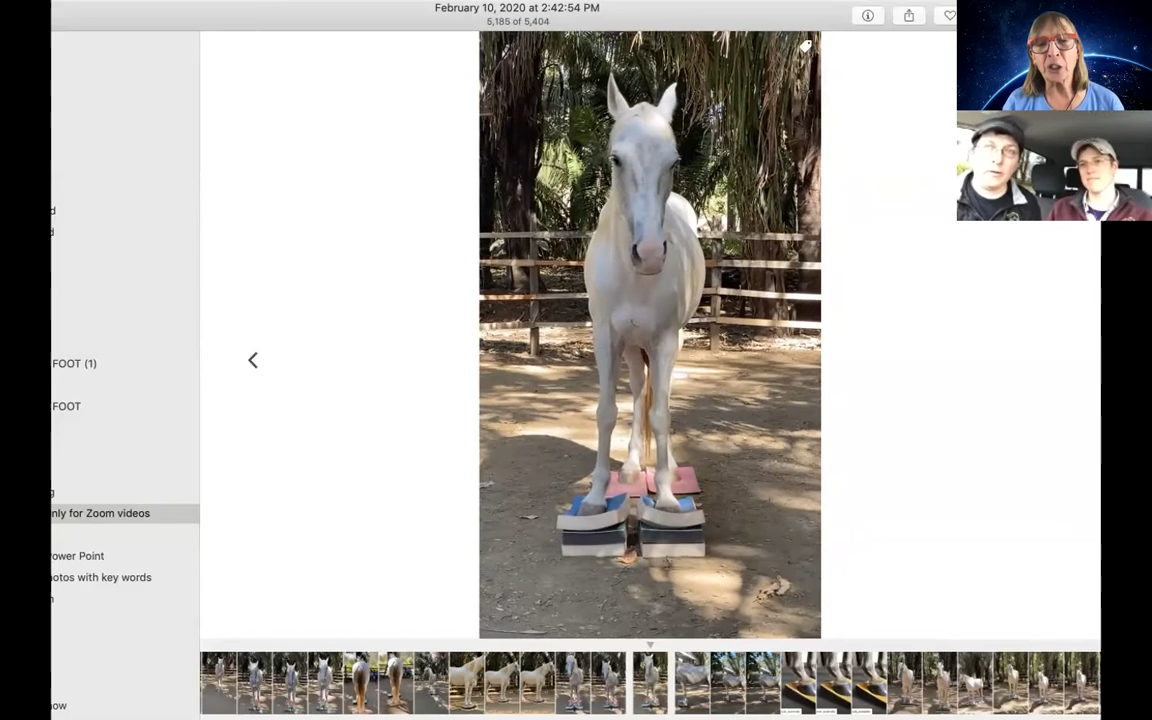 February 10, 2020 at 2:42:54 PM
5,185 of 5,404
d
d
FOOT (1)
FOOT
g
nly for Zoom videos
ower Point
hotos with key words
n
ow